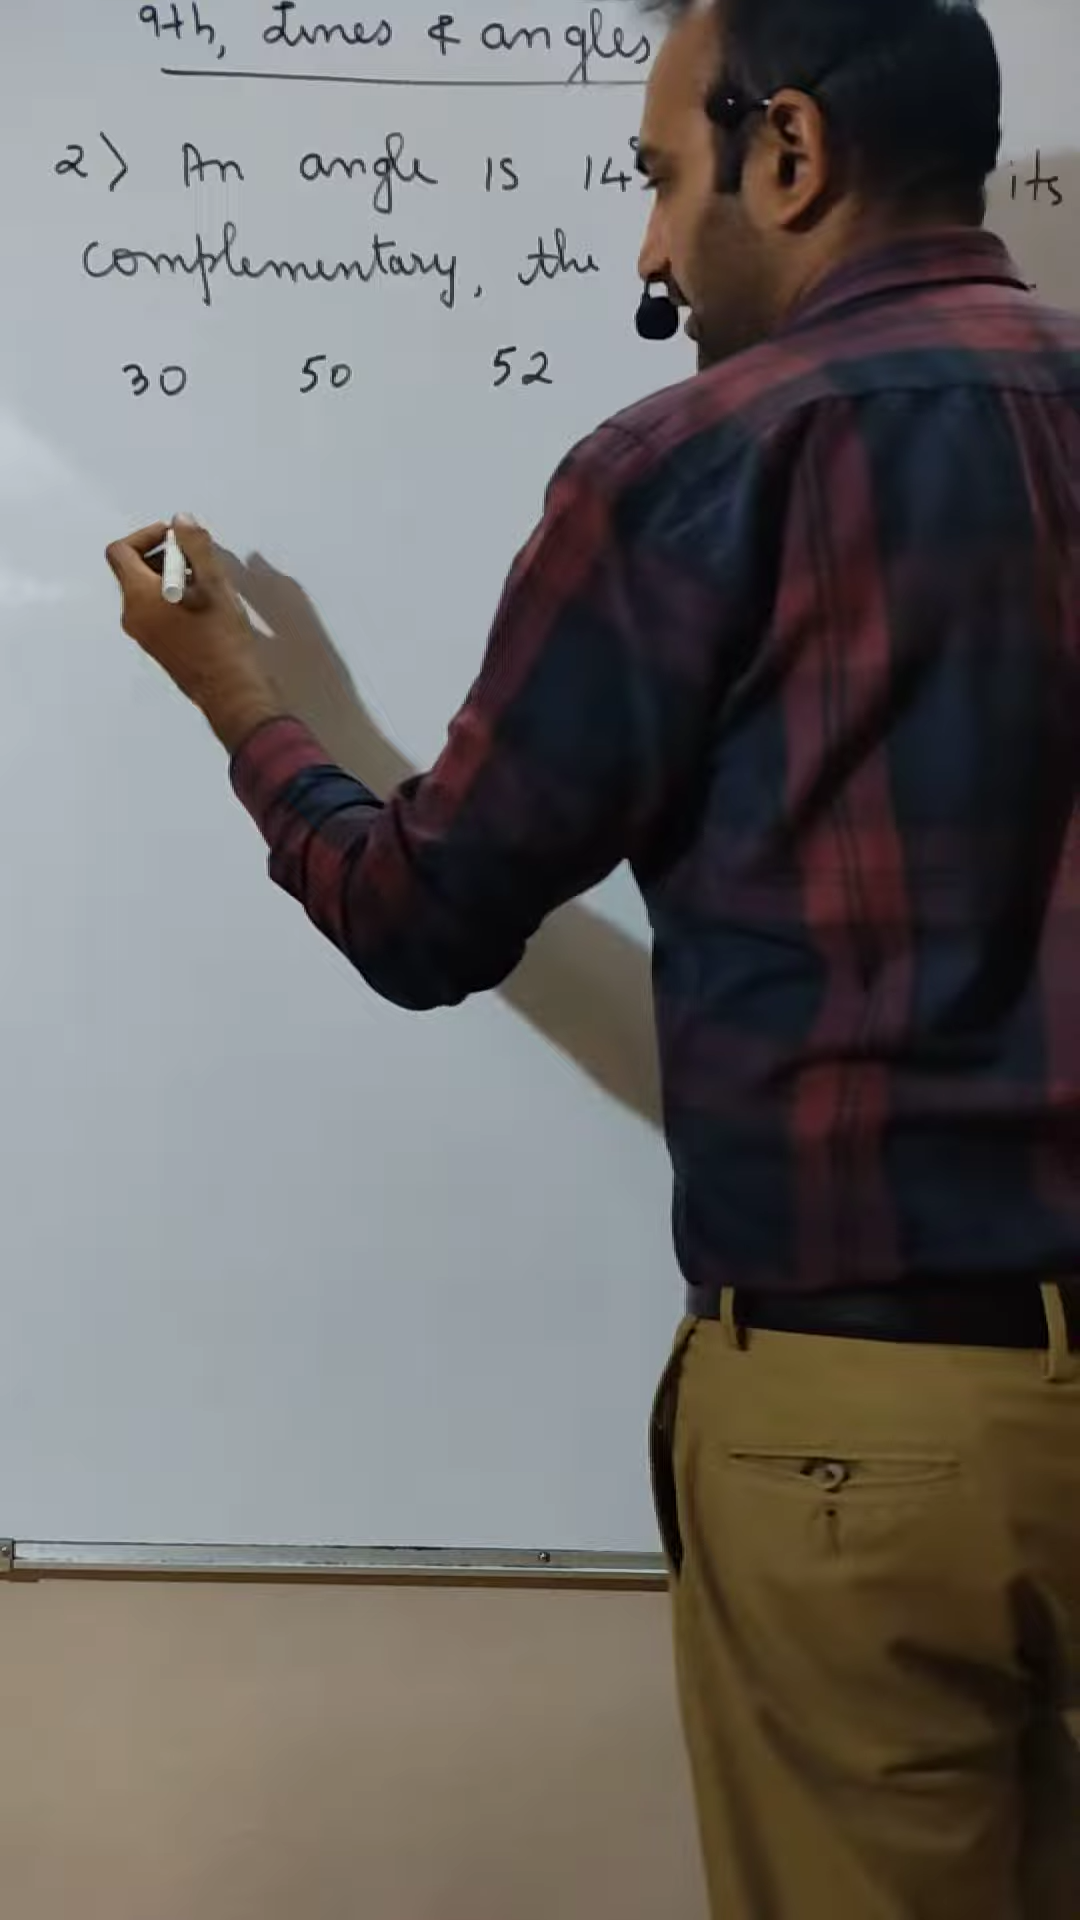 9th, Lines & angles
2) An angle is 14° its
complementary, the
30 50 52